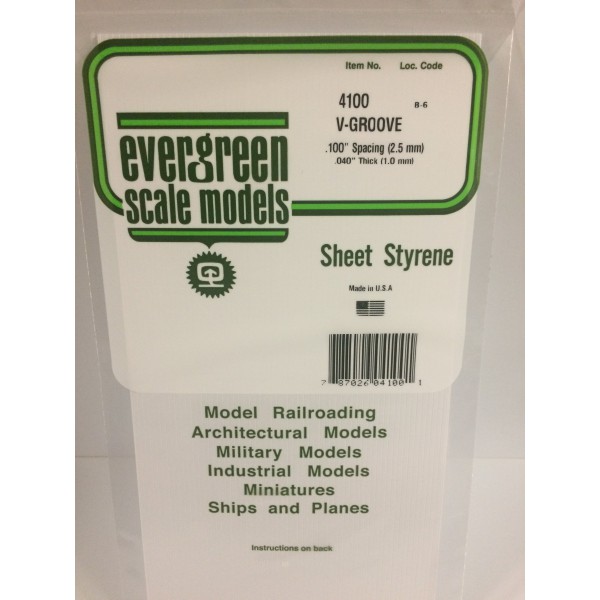 Item No. Loc. Code
4100 B-6
V-GROOVE
.100" Spacing (2.5 mm)
.040" Thick (1.0 mm)
evergreen
scale models
Sheet Styrene
Made in U.S.A
7 87026 04100 1
Model Railroading
Architectural Models
Military Models
Industrial Models
Miniatures
Ships and Planes
Instructions on back